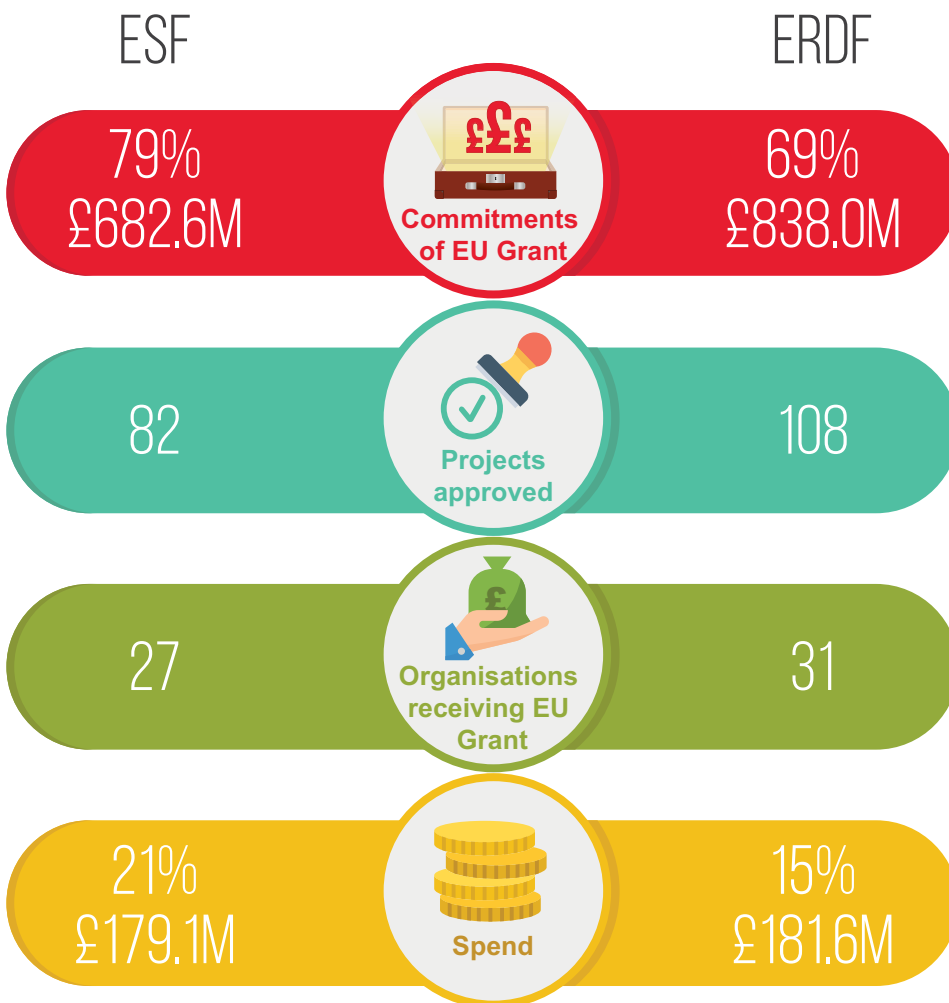 ESF
ERDF
79%
£682.6M
£££
Commitments
of EU Grant
69%
£838.0M
82
Projects
approved
108
27
£
Organisations
receiving EU
Grant
31
21%
£179.1M
Spend
15%
£181.6M